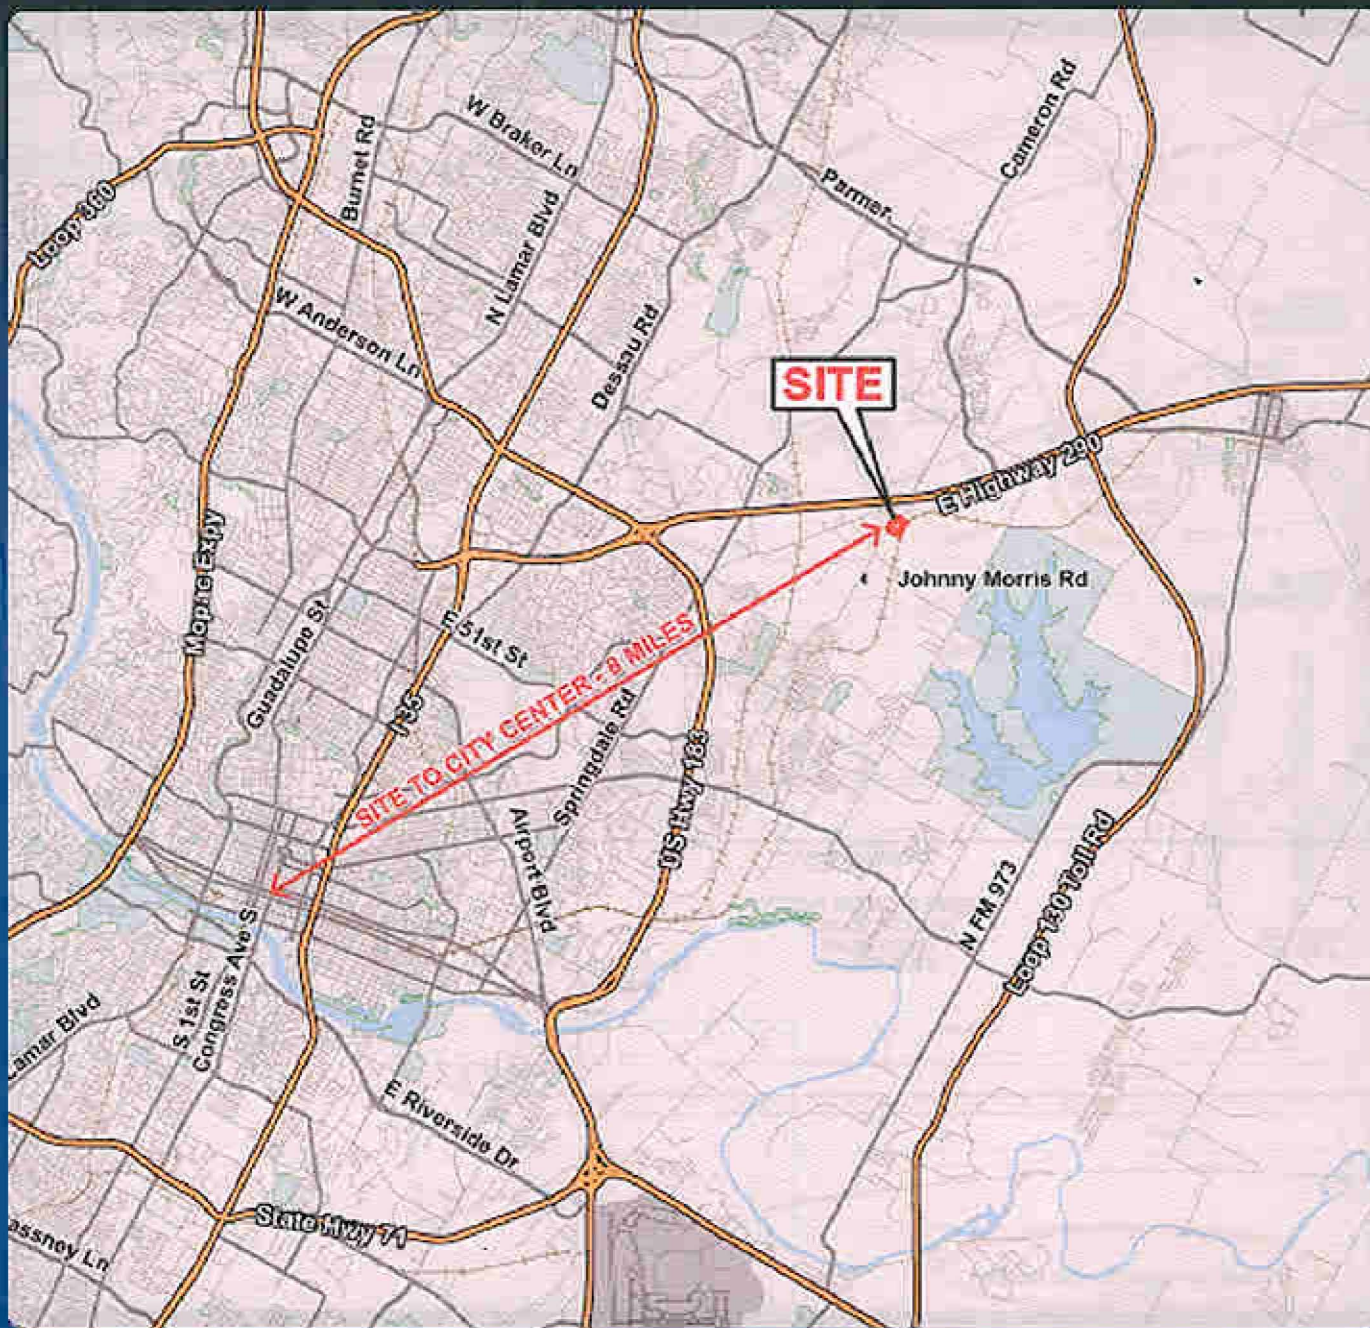 W Braker Ln
Cameron Rd
Burnet Rd
Parmer
Loop 360
N Lamar Blvd
W Anderson Ln
Dessau Rd
SITE
E Highway 290
Johnny Morris Rd
Mopac Expy
Guadalupe St
E 51st St
I-35
SITE TO CITY CENTER - 8 MILES
Springdale Rd
US Hwy 183
Airport Blvd
N FM 973
Loop 130 Toll Rd
S 1st St
Congress Ave S
Lamar Blvd
E Riverside Dr
State Hwy 71
assney Ln